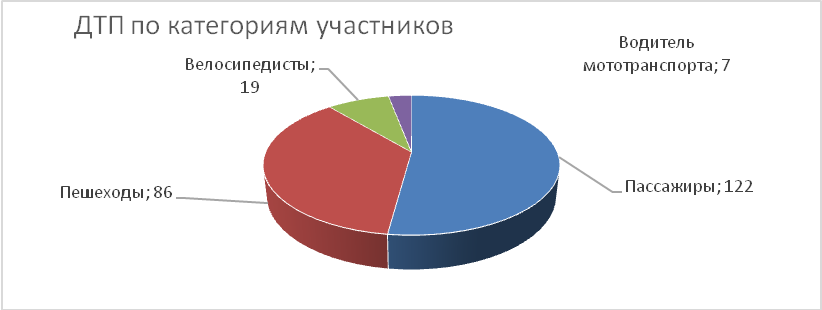 ДТП по категориям участников
Велосипедисты;
19
Водитель
мототранспорта; 7
Пешеходы; 86
Пассажиры; 122